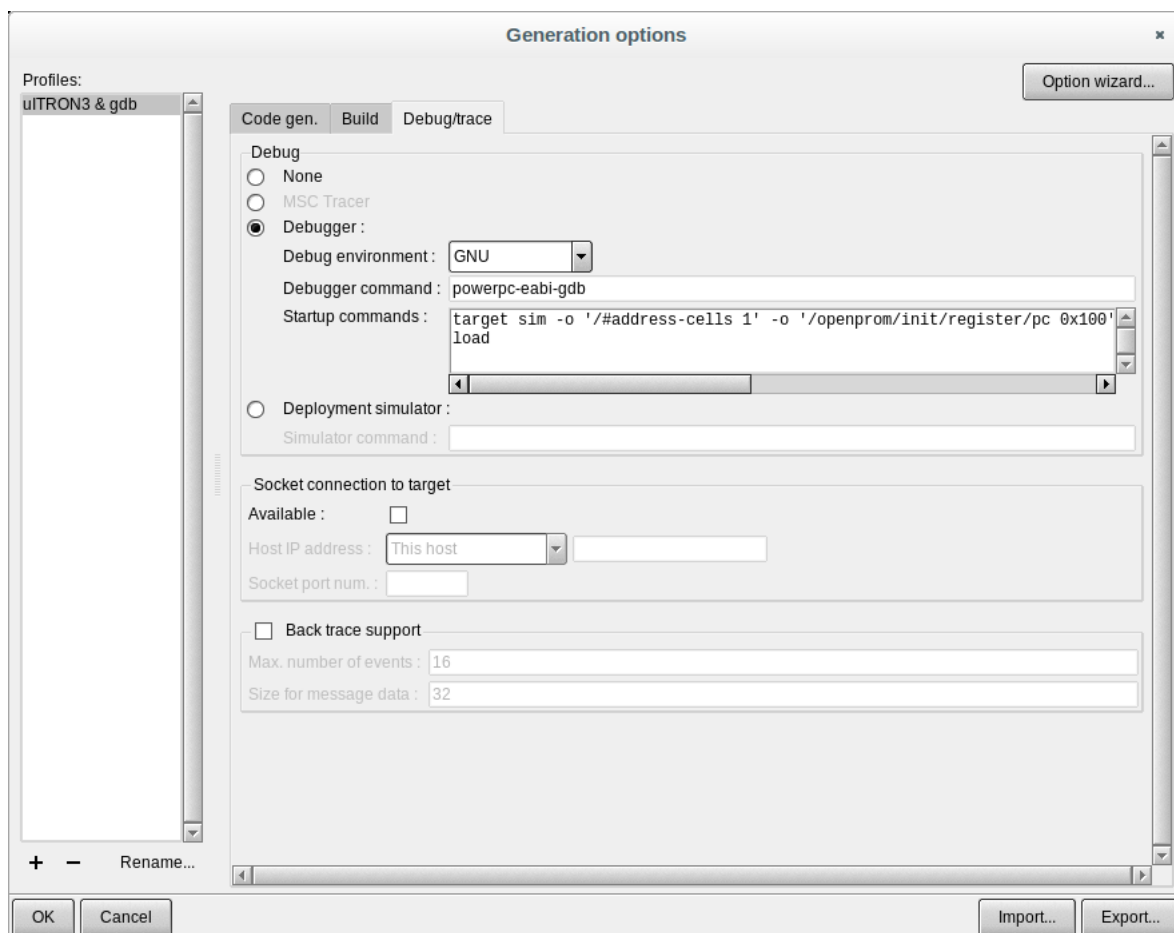 Generation options
Profiles:
Option wizard...
uITRON3 & gdb
Code gen. Build Debug/trace
Debug
None
MSC Tracer
Debugger :
Debug environment : GNU
Debugger command : powerpc-eabi-gdb
Startup commands : target sim -o '/#address-cells 1' -o '/openprom/init/register/pc 0x100'
load
Deployment simulator :
Simulator command :
Socket connection to target
Available :
Host IP address : This host
Socket port num. :
Back trace support
Max. number of events : 16
Size for message data : 32
+ − Rename...
OK Cancel Import... Export...